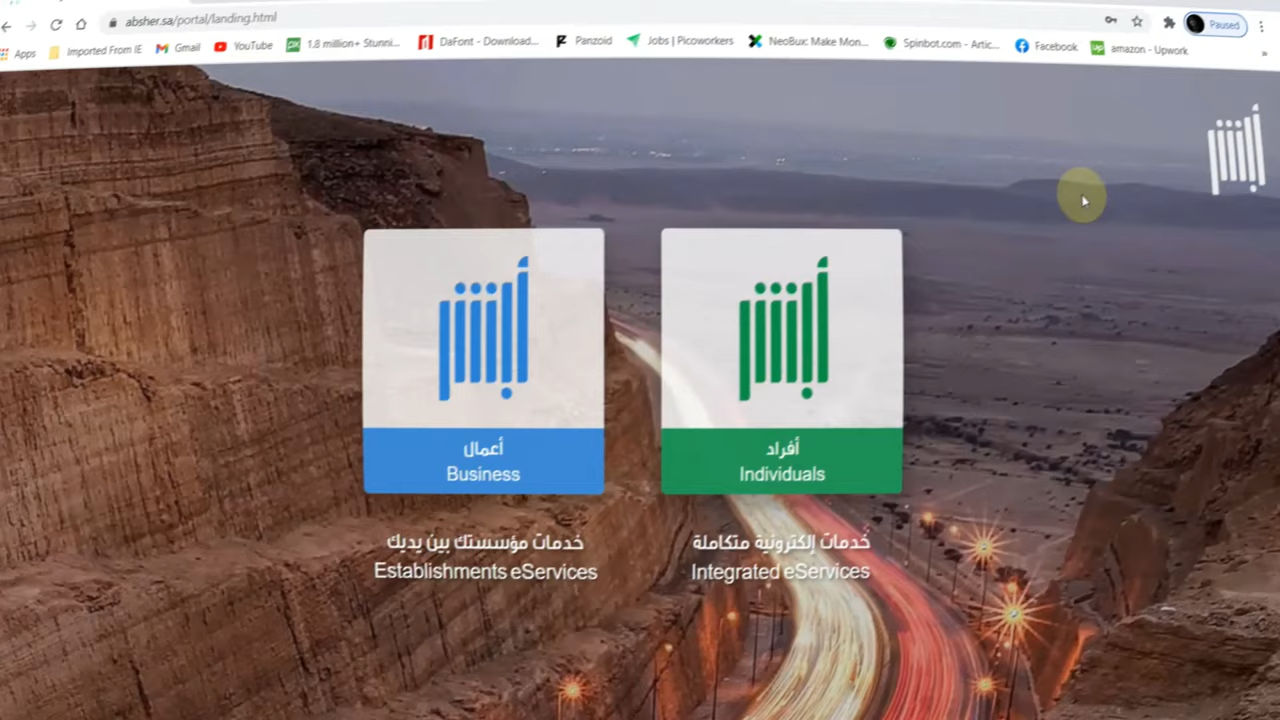 absher.sa/portal/landing.html
Paused
Apps
Imported From IE
Gmail
YouTube
1.8 million+ Stunni...
DaFont - Download...
Panzoid
Jobs | Picoworkers
NeoBux: Make Mon...
Spinbot.com - Artic...
Facebook
amazon - Upwork
»
أبشر
أبشر
أعمال
Business
خدمات مؤسستك بين يديك
Establishments eServices
أبشر
أفراد
Individuals
خدمات إلكترونية متكاملة
Integrated eServices